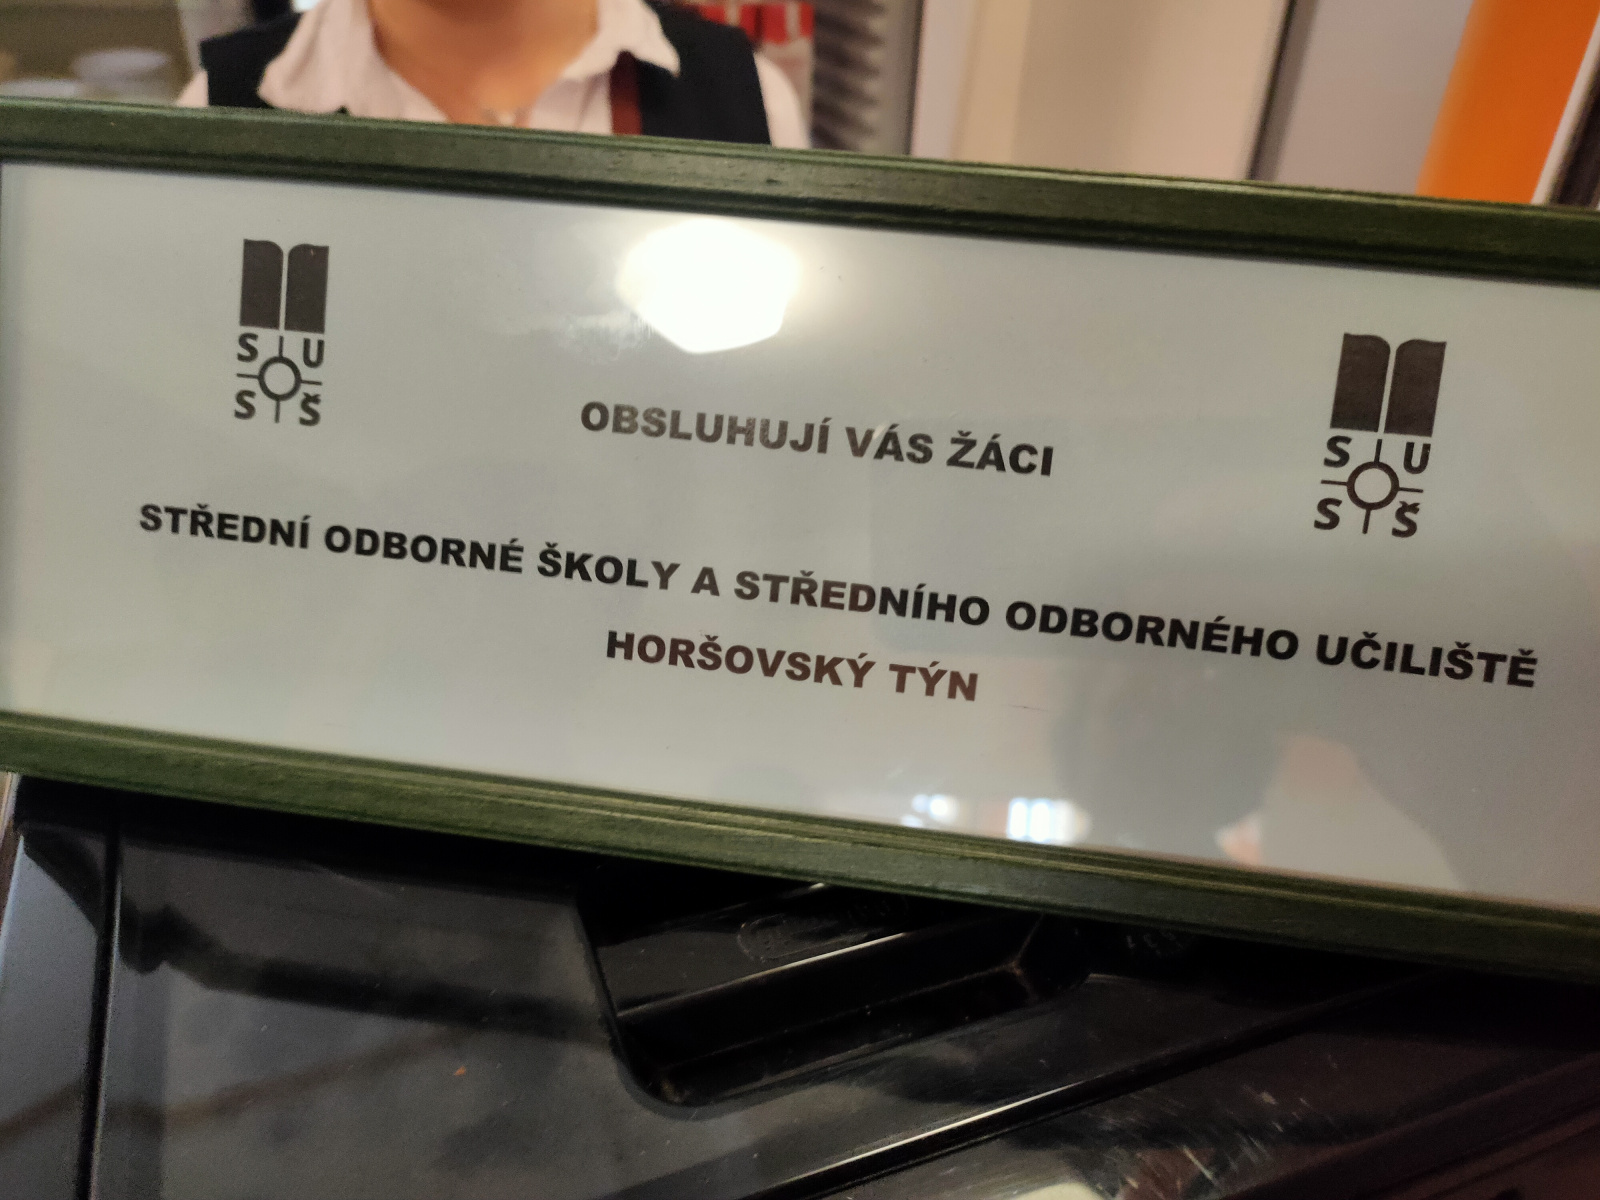 S U
S Š
S U
S Š
OBSLUHUJÍ VÁS ŽÁCI
STŘEDNÍ ODBORNÉ ŠKOLY A STŘEDNÍHO ODBORNÉHO UČILIŠTĚ
HORŠOVSKÝ TÝN